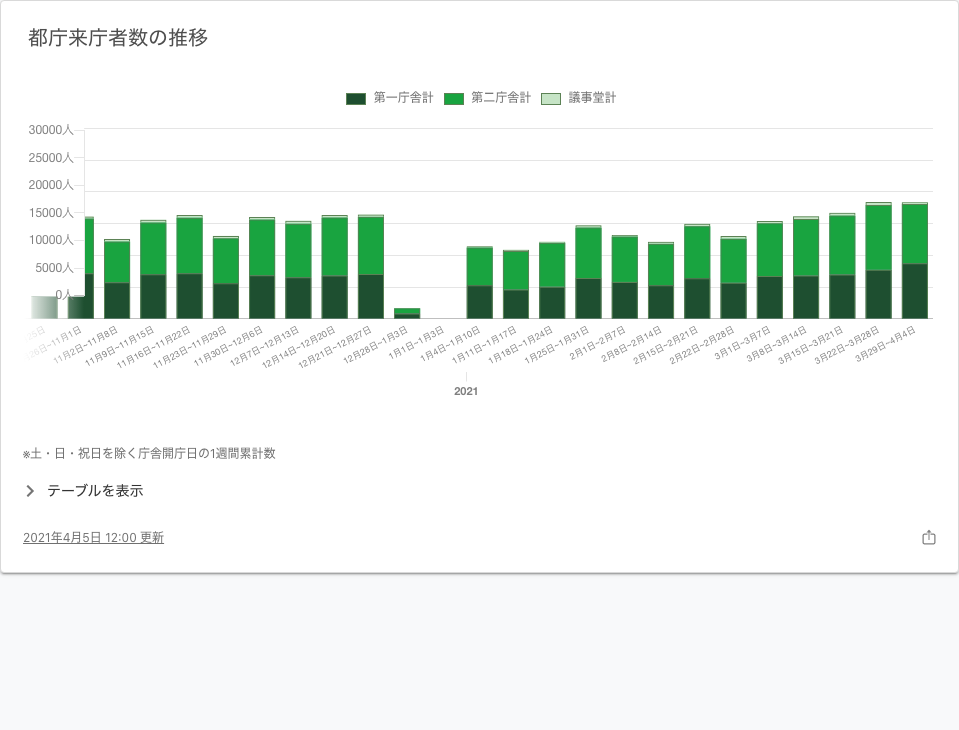 都庁来庁者数の推移
第一庁舎計 第二庁舎計 議事堂計
30000人
25000人
20000人
15000人
10000人
5000人
0人
11月2日~11月8日
11月9日~11月15日
11月16日~11月22日
11月23日~11月29日
11月30日~12月6日
12月7日~12月13日
12月14日~12月20日
12月21日~12月27日
12月28日~1月3日
1月1日~1月3日
1月4日~1月10日
1月11日~1月17日
1月18日~1月24日
1月25日~1月31日
2月1日~2月7日
2月8日~2月14日
2月15日~2月21日
2月22日~2月28日
3月1日~3月7日
3月8日~3月14日
3月15日~3月21日
3月22日~3月28日
3月29日~4月4日
2021
※土・日・祝日を除く庁舎開庁日の1週間累計数
テーブルを表示
2021年4月5日 12:00 更新